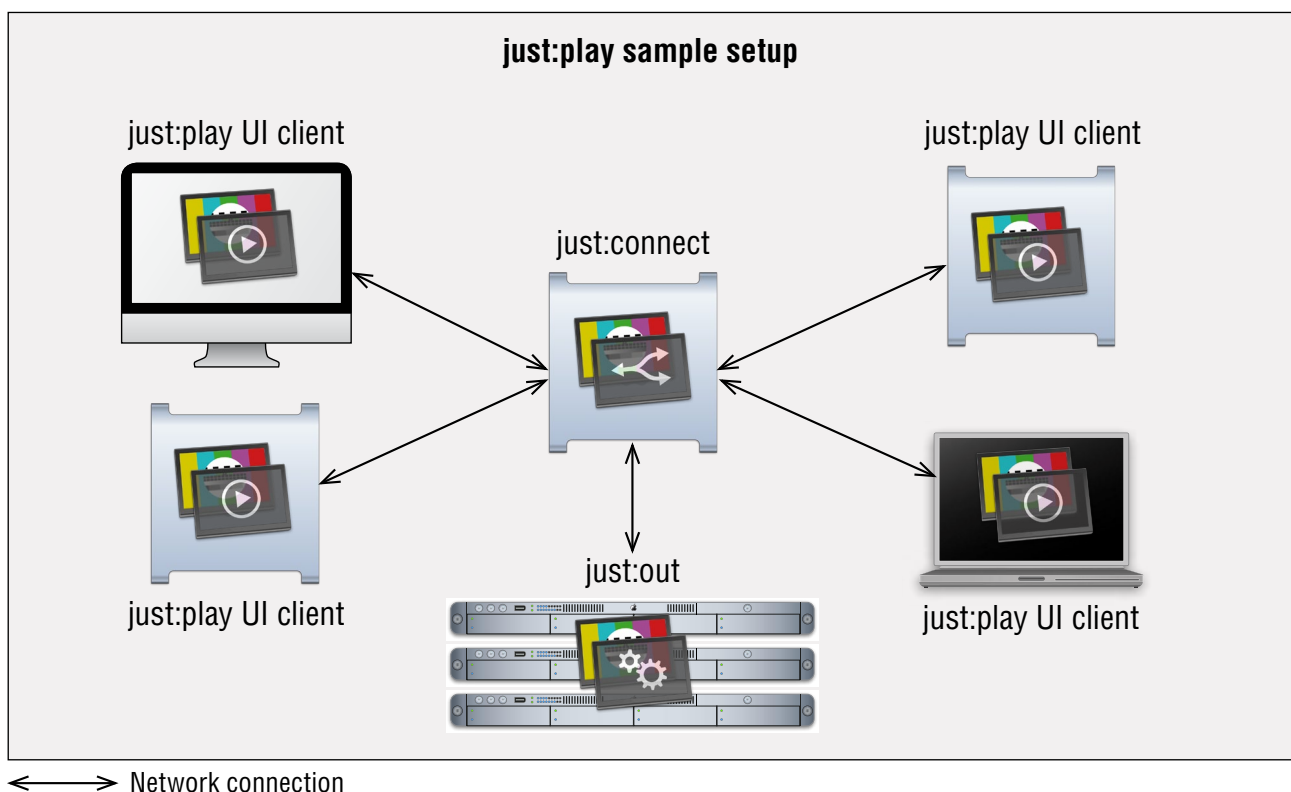 just:play sample setup
just:play UI client
just:play UI client
just:connect
just:out
just:play UI client
just:play UI client
Network connection